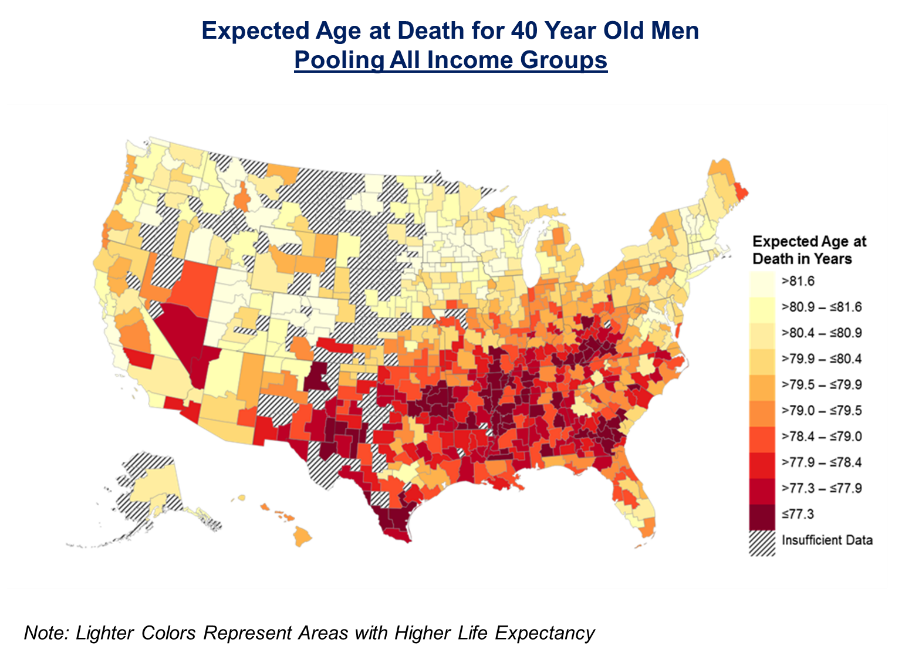 Expected Age at Death for 40 Year Old Men
Pooling All Income Groups
Expected Age at
Death in Years
>81.6
>80.9 – ≤81.6
>80.4 – ≤80.9
>79.9 – ≤80.4
>79.5 – ≤79.9
>79.0 – ≤79.5
>78.4 – ≤79.0
>77.9 – ≤78.4
>77.3 – ≤77.9
≤77.3
Insufficient Data
Note: Lighter Colors Represent Areas with Higher Life Expectancy